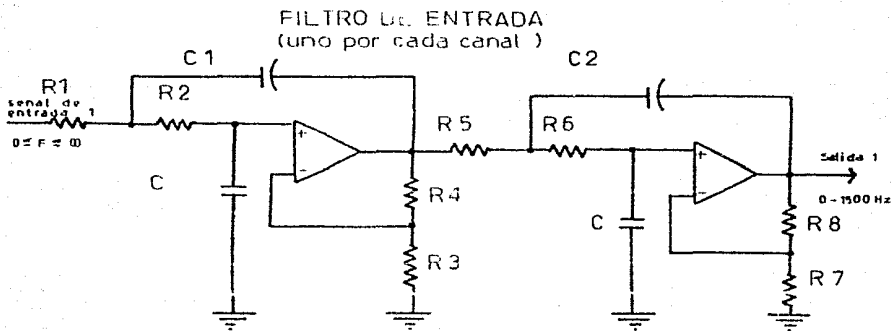 FILTRO DE ENTRADA
(uno por cada canal )
C1
C2
R1
R2
senal de
entrada 1
R5
R6
0 ≤ F ≤ ∞
C
+
-
R4
R3
C
+
-
Salida 1
0-1500 Hz
R8
R7